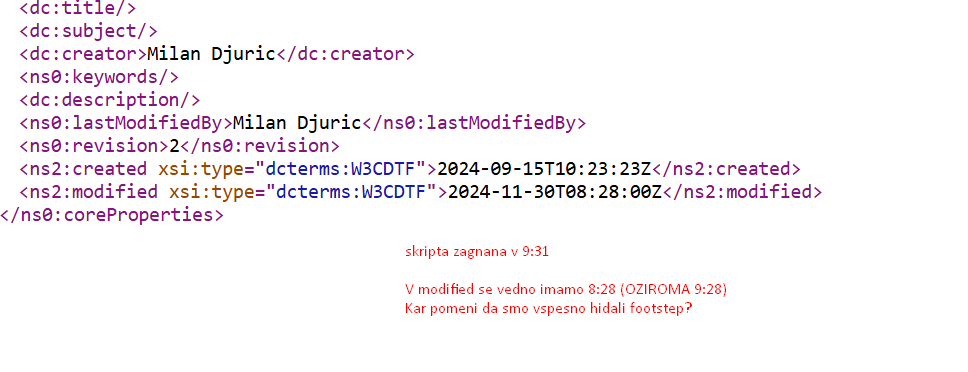 <dc:title/>
<dc:subject/>
<dc:creator>Milan Djuric</dc:creator>
<ns0:keywords/>
<dc:description/>
<ns0:lastModifiedBy>Milan Djuric</ns0:lastModifiedBy>
<ns0:revision>2</ns0:revision>
<ns2:created xsi:type="dcterms:W3CDTF">2024-09-15T10:23:23Z</ns2:created>
<ns2:modified xsi:type="dcterms:W3CDTF">2024-11-30T08:28:00Z</ns2:modified>
</ns0:coreProperties>
skripta zagnana v 9:31
V modified se vedno imamo 8:28 (OZIROMA 9:28)
Kar pomeni da smo vspesno hidali footstep?